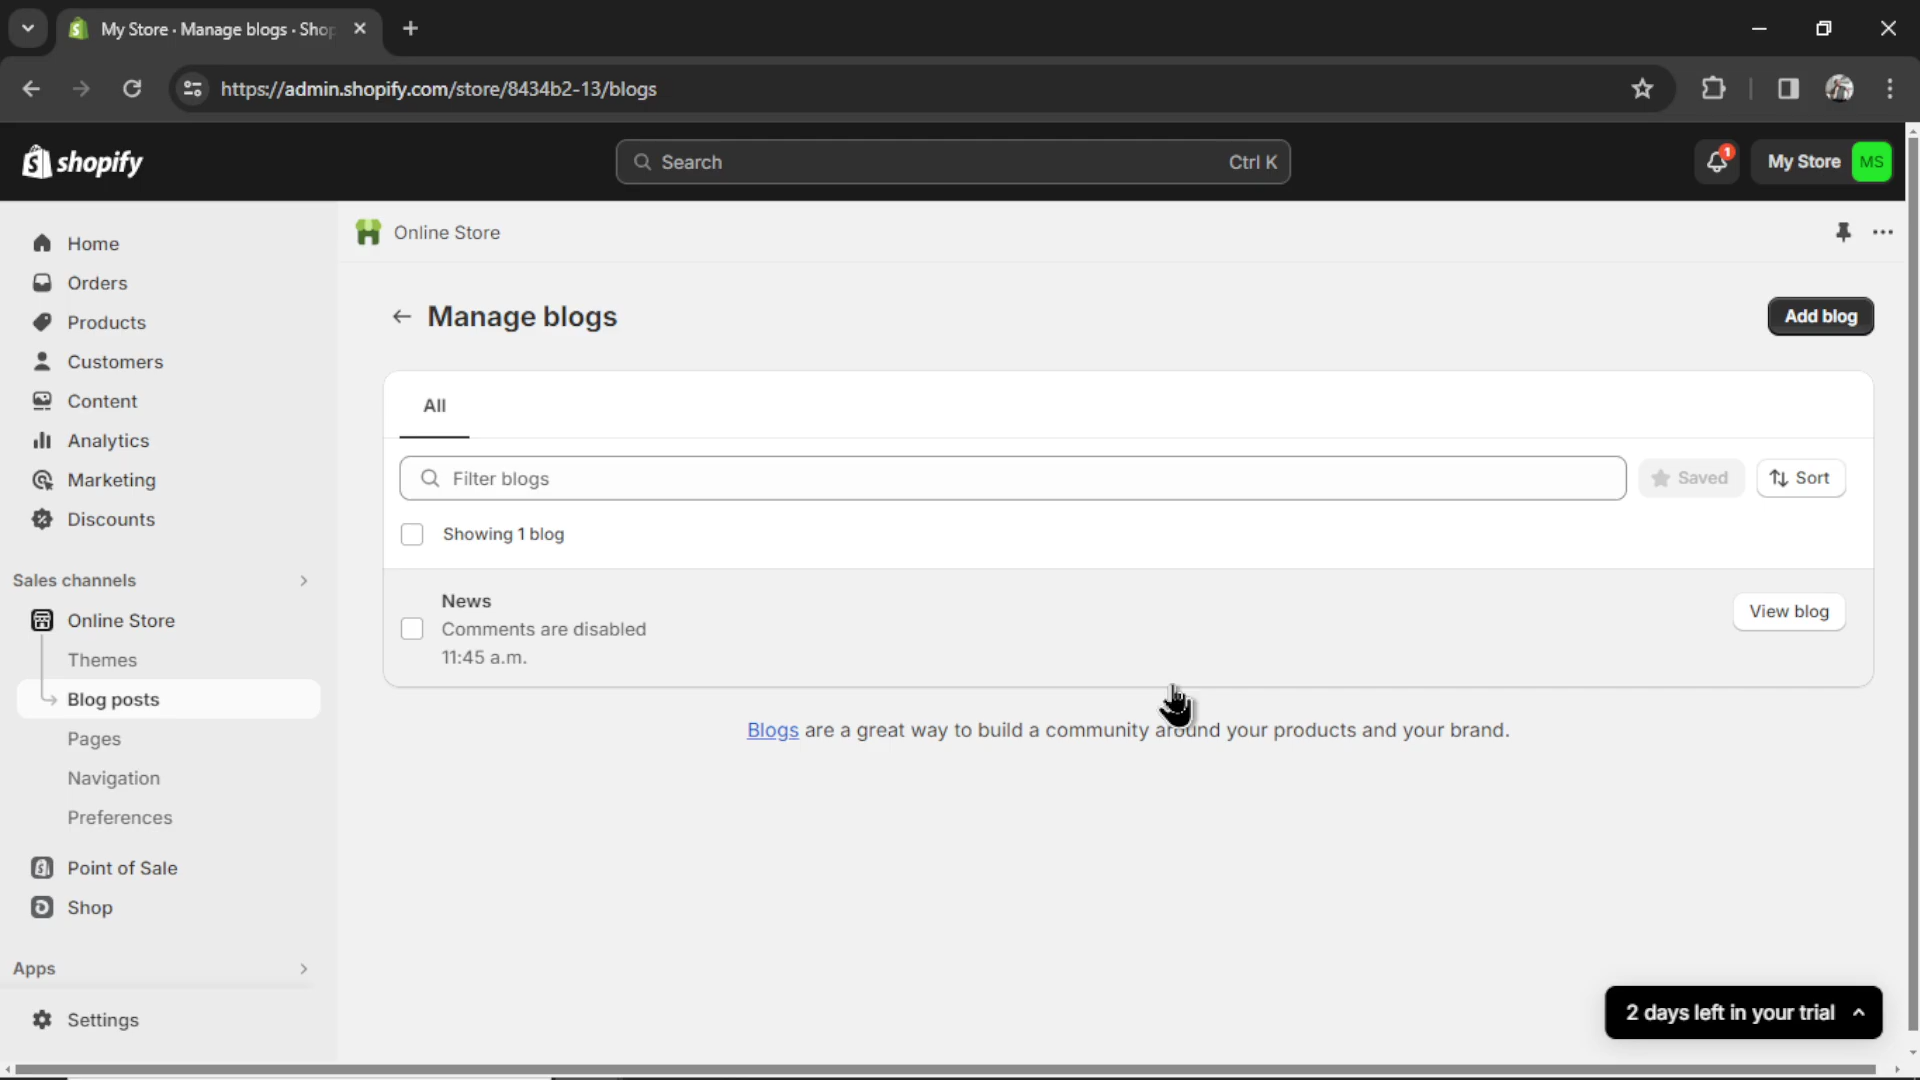 My Store · Manage blogs · Shop
https://admin.shopify.com/store/8434b2-13/blogs
shopify
Search
Ctrl K
1
My Store
MS
Home
Orders
Products
Customers
Content
Analytics
Marketing
Discounts
Sales channels
Online Store
Themes
Blog posts
Pages
Navigation
Preferences
Point of Sale
Shop
Apps
Settings
Online Store
Manage blogs
Add blog
All
Filter blogs
Saved
Sort
Showing 1 blog
News
Comments are disabled
11:45 a.m.
View blog
Blogs are a great way to build a community around your products and your brand.
2 days left in your trial